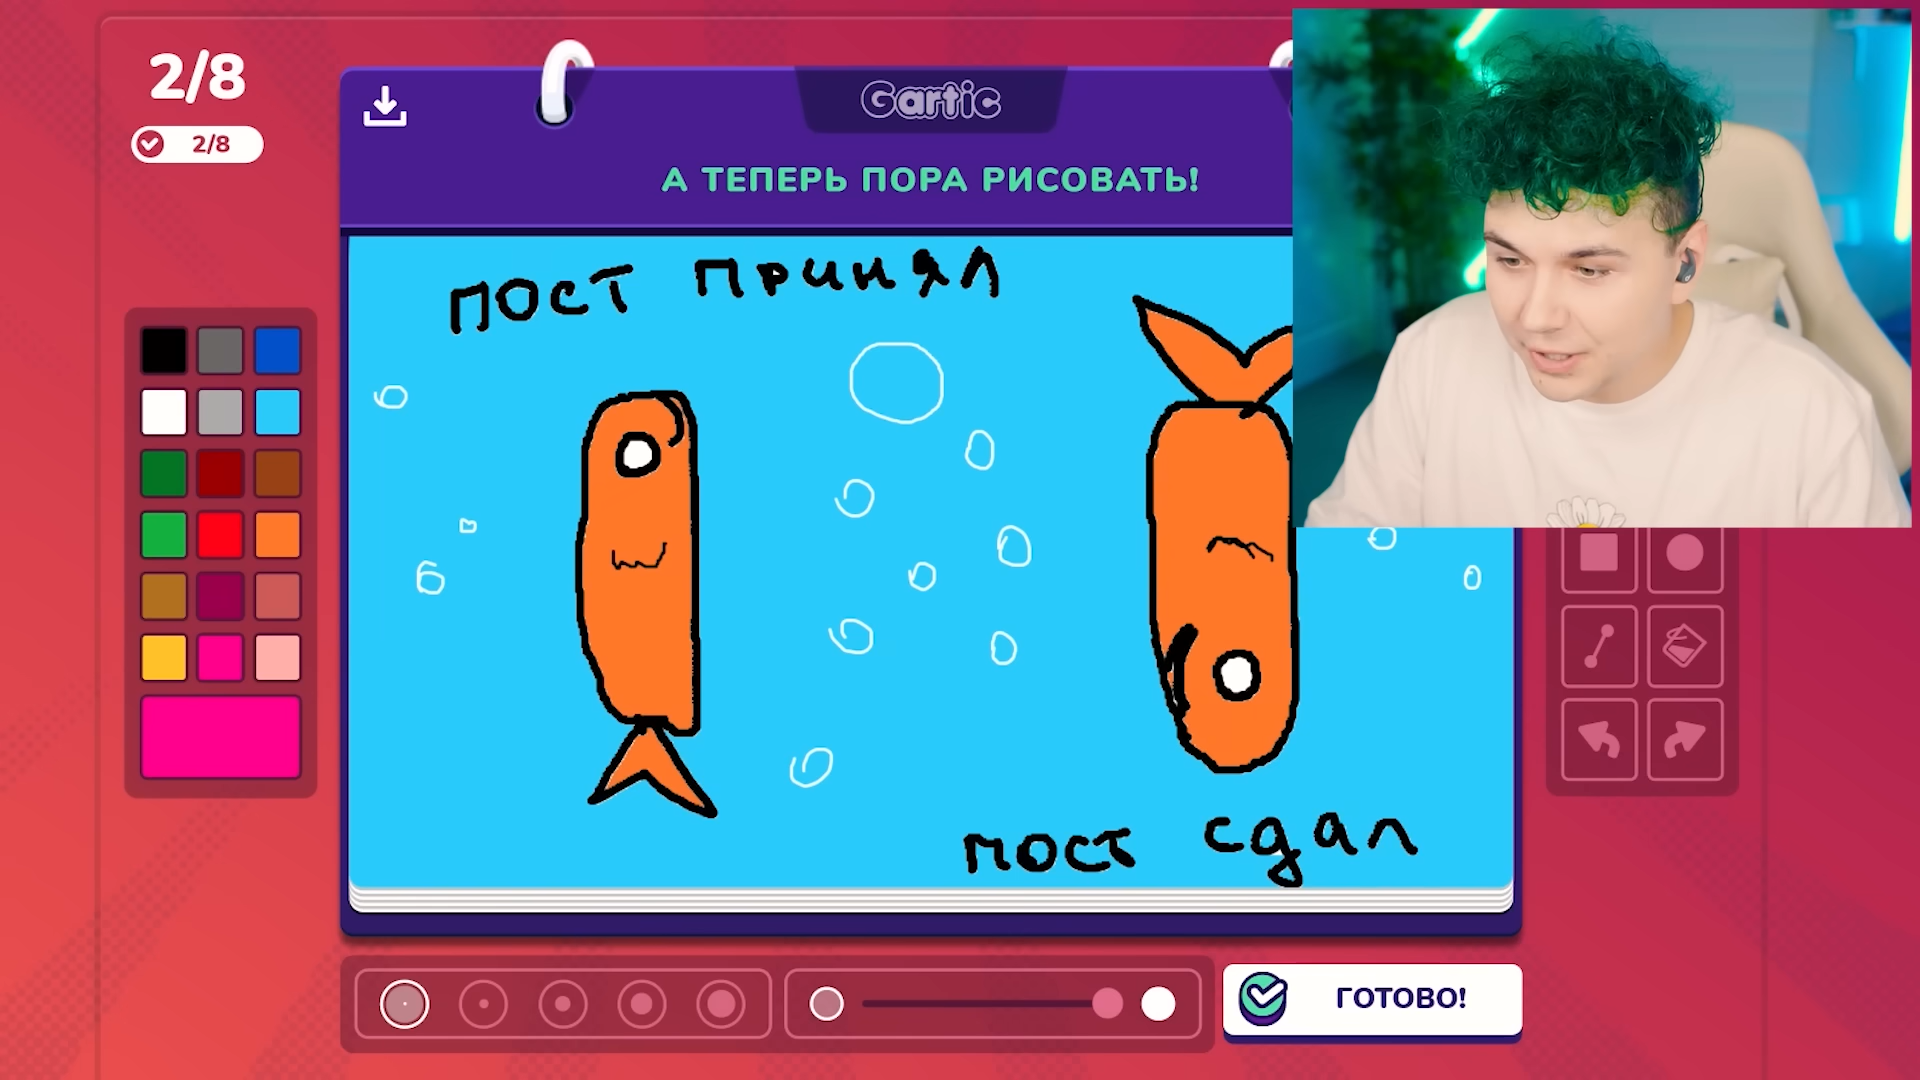 2/8
2/8
Gartic
А ТЕПЕРЬ ПОРА РИСОВАТЬ!
пост принял
пост сдал
ГОТОВО!